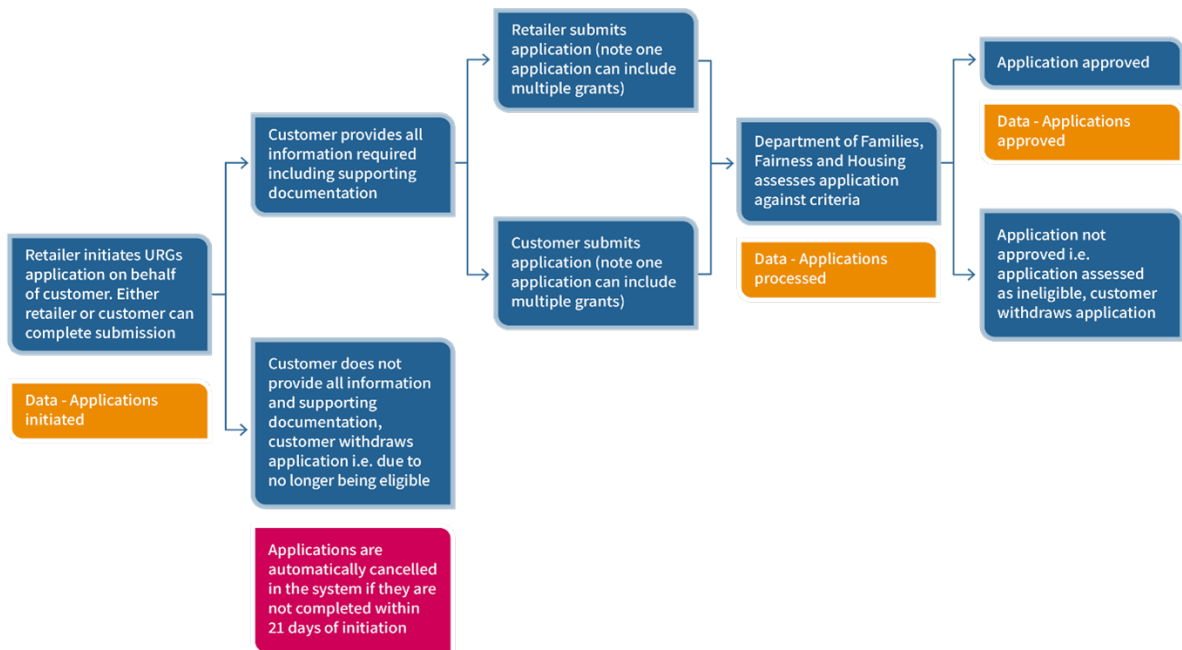 Retailer initiates URGs
application on behalf
of customer. Either
retailer or customer can
complete submission
Data - Applications
initiated
Customer provides all
information required
including supporting
documentation
Customer does not
provide all information
and supporting
documentation,
customer withdraws
application i.e. due to
no longer being eligible
Applications are
automatically cancelled
in the system if they are
not completed within
21 days of initiation
Retailer submits
application (note one
application can include
multiple grants)
Customer submits
application (note one
application can include
multiple grants)
Department of Families,
Fairness and Housing
assesses application
against criteria
Data - Applications
processed
Application approved
Data - Applications
approved
Application not
approved i.e.
application assessed
as ineligible, customer
withdraws application